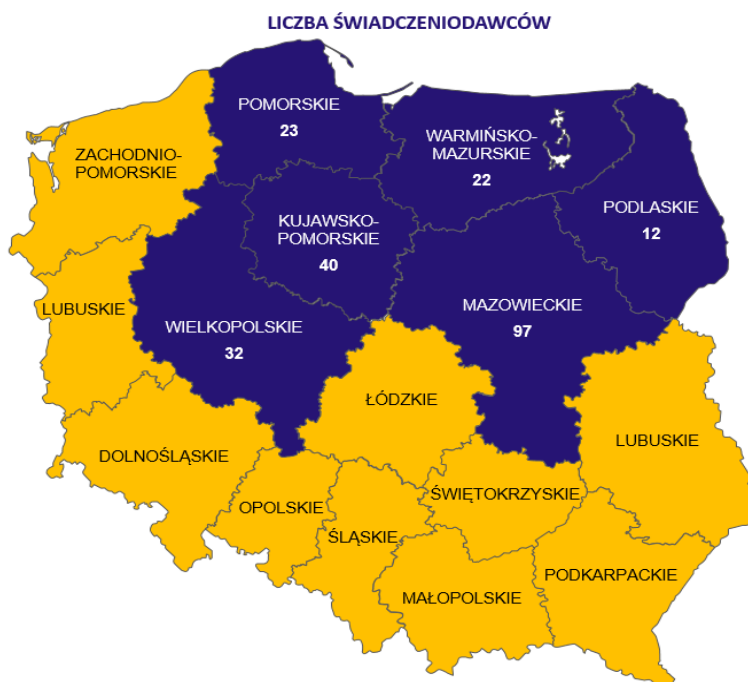 LICZBA ŚWIADCZENIODAWCÓW
POMORSKIE
23
WARMIŃSKO-
MAZURSKIE
22
ZACHODNIO-
POMORSKIE
PODLASKIE
12
KUJAWSKO-
POMORSKIE
40
LUBUSKIE
MAZOWIECKIE
97
WIELKOPOLSKIE
32
ŁÓDZKIE
LUBUSKIE
DOLNOŚLĄSKIE
ŚWIĘTOKRZYSKIE
OPOLSKIE
ŚLĄSKIE
PODKARPACKIE
MAŁOPOLSKIE